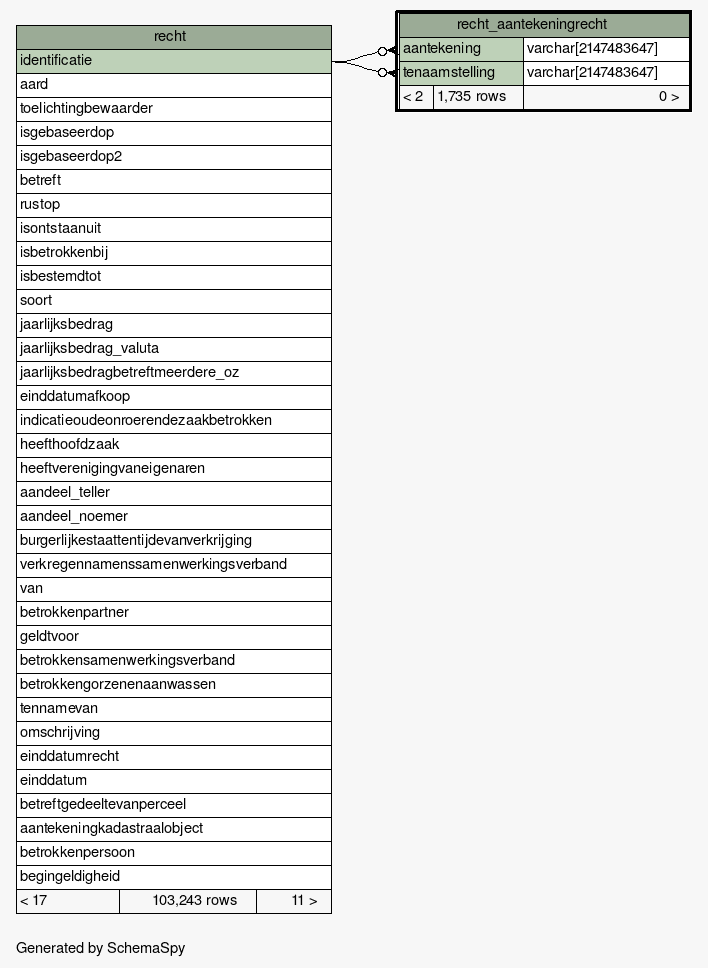 recht
identificatie
aard
toelichtingbewaarder
isgebaseerdop
isgebaseerdop2
betreft
rustop
isontstaanuit
isbetrokkenbij
isbestemdtot
soort
jaarlijksbedrag
jaarlijksbedrag_valuta
jaarlijksbedragbetreftmeerdere_oz
einddatumafkoop
indicatieoudeonroerendezaakbetrokken
heefthoofdzaak
heeftverenigingvaneigenaren
aandeel_teller
aandeel_noemer
burgerlijkestaattentijdevanverkrijging
verkregennamenssamenwerkingsverband
van
betrokkenpartner
geldtvoor
betrokkensamenwerkingsverband
betrokkengorzenenaanwassen
tennamevan
omschrijving
einddatumrecht
einddatum
betreftgedeeltevanperceel
aantekeningkadastraalobject
betrokkenpersoon
begingeldigheid
< 17 103,243 rows 11 >
recht_aantekeningrecht
aantekening varchar[2147483647]
tenaamstelling varchar[2147483647]
< 2 1,735 rows 0 >
Generated by SchemaSpy